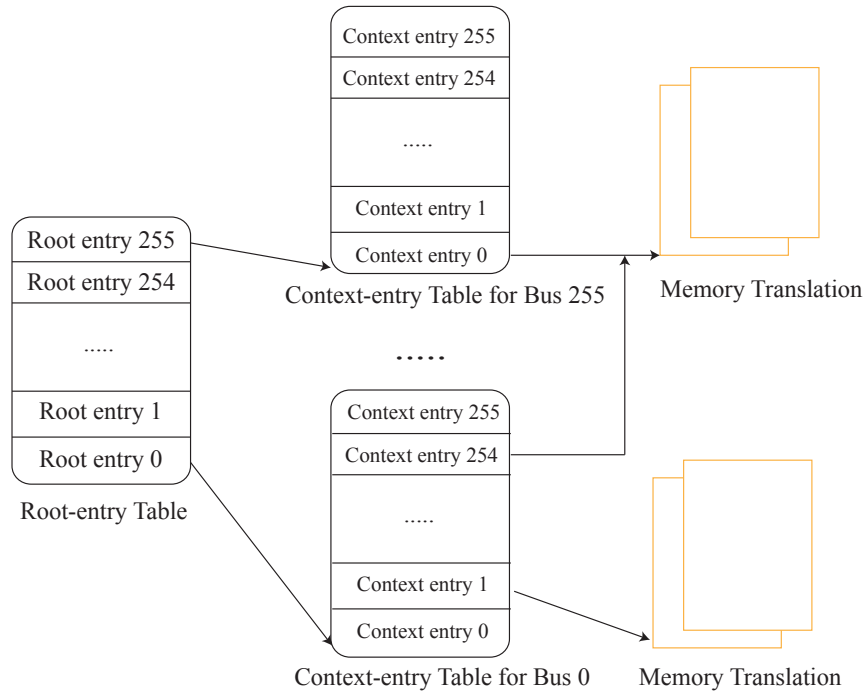 Context entry 255
Context entry 254
.....
Context entry 1
Context entry 0
Context-entry Table for Bus 255
Memory Translation
Root entry 255
Root entry 254
.....
Root entry 1
Root entry 0
Root-entry Table
.....
Context entry 255
Context entry 254
.....
Context entry 1
Context entry 0
Context-entry Table for Bus 0
Memory Translation